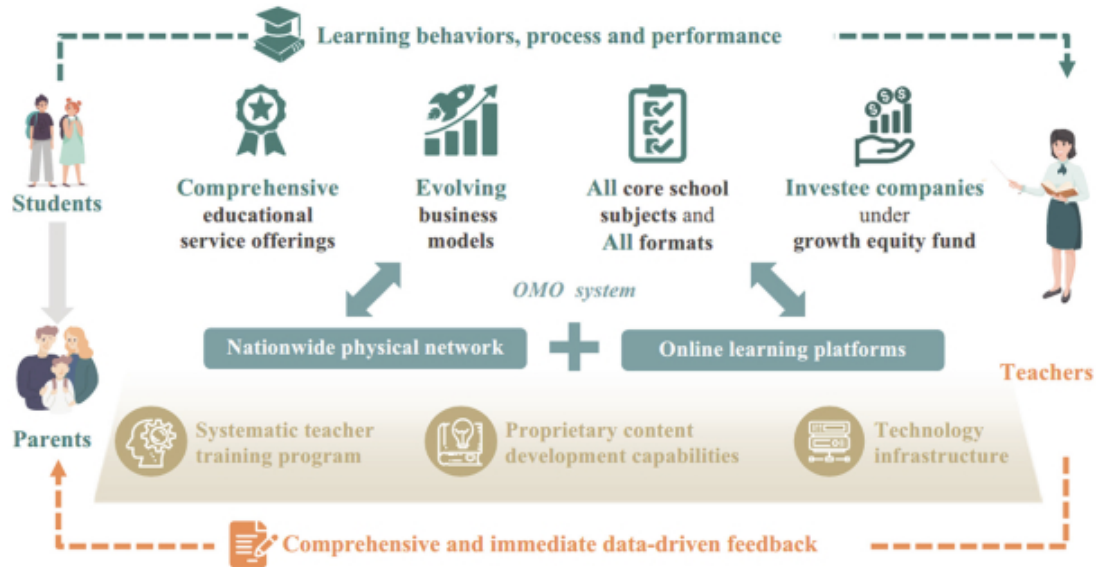 Learning behaviors, process and performance
Students
Comprehensive
educational
service offerings
Evolving
business
models
All core school
subjects and
All formats
Investee companies
under
growth equity fund
OMO system
Nationwide physical network
Online learning platforms
Teachers
Parents
Systematic teacher
training program
Proprietary content
development capabilities
Technology
infrastructure
Comprehensive and immediate data-driven feedback